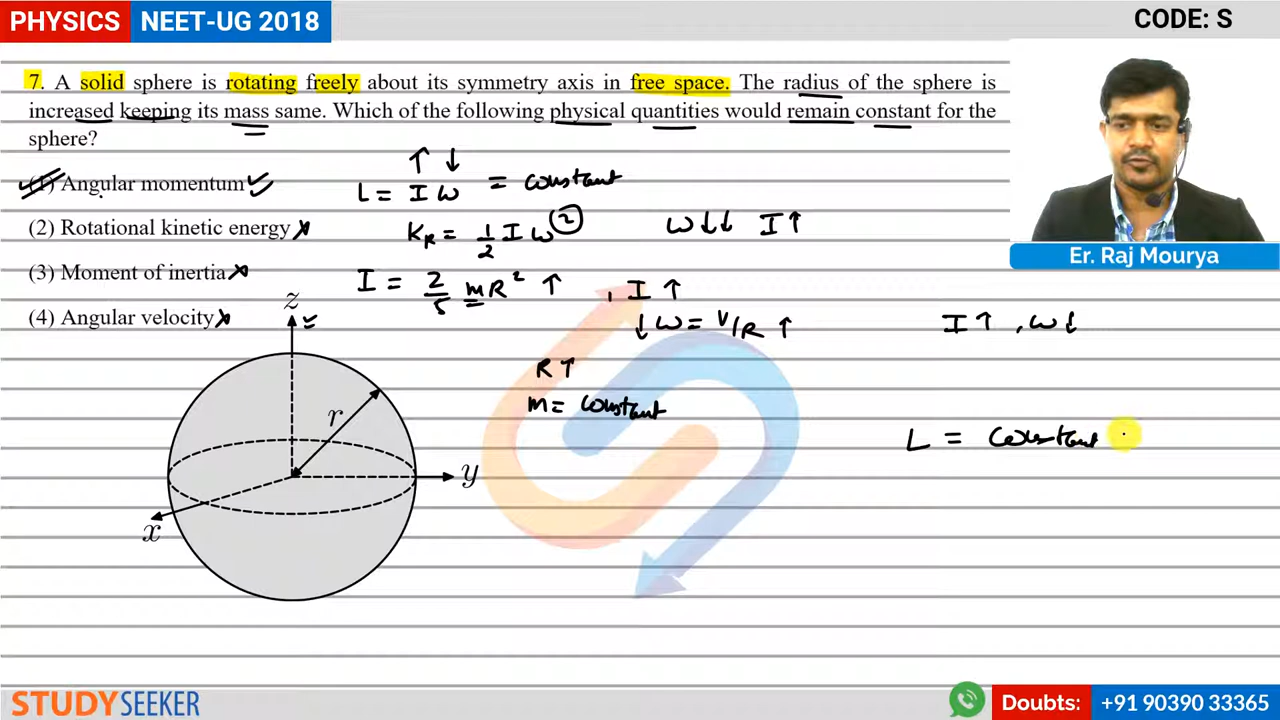 PHYSICS NEET-UG 2018 CODE: S
7. A solid sphere is rotating freely about its symmetry axis in free space. The radius of the sphere is
increased keeping its mass same. Which of the following physical quantities would remain constant for the
sphere?
(1) Angular momentum
L = I ω = constant
(2) Rotational kinetic energy
K_R = 1/2 I ω²
ω↓↓ I↑
(3) Moment of inertia
I = 2/5 mR² ↑
, I ↑
(4) Angular velocity
↓ω = V/R ↑
I↑ , ω↓
R↑
m = constant
L = constant
z
r
y
x
Er. Raj Mourya
STUDY SEEKER
Doubts: +91 90390 33365